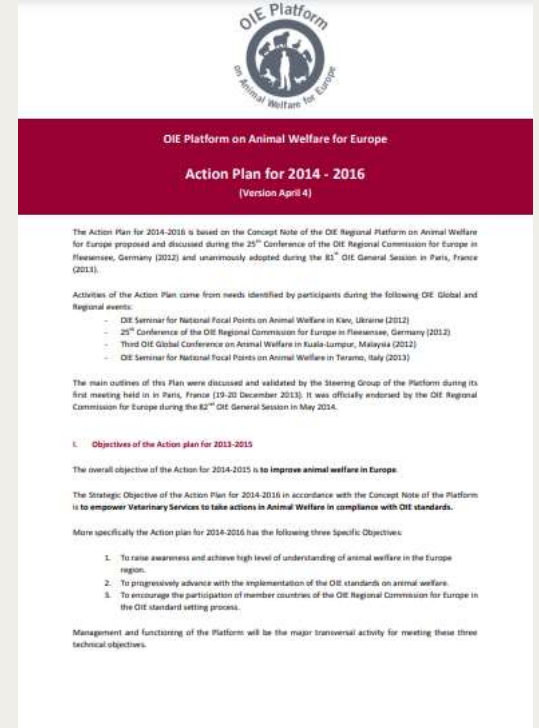 OIE Platform
on Animal Welfare for Europe
OIE Platform on Animal Welfare for Europe
Action Plan for 2014 - 2016
(Version April 4)
The Action Plan for 2014-2016 is based on the Concept Note of the OIE Regional Platform on Animal Welfare
for Europe proposed and discussed during the 25th Conference of the OIE Regional Commission for Europe in
Fleesensee, Germany (2012) and unanimously adopted during the 81st OIE General Session in Paris, France
(2013).
Activities of the Action Plan come from needs identified by participants during the following OIE Global and
Regional events:
- OIE Seminar for National Focal Points on Animal Welfare in Kiev, Ukraine (2012)
- 25th Conference of the OIE Regional Commission for Europe in Fleesensee, Germany (2012)
- Third OIE Global Conference on Animal Welfare in Kuala-Lumpur, Malaysia (2012)
- OIE Seminar for National Focal Points on Animal Welfare in Teramo, Italy (2013)
The main outlines of this Plan were discussed and validated by the Steering Group of the Platform during its
first meeting held in in Paris, France (19-20 December 2013). It was officially endorsed by the OIE Regional
Commission for Europe during the 82nd OIE General Session in May 2014.
I. Objectives of the Action plan for 2013-2015
The overall objective of the Action for 2014-2015 is to improve animal welfare in Europe.
The Strategic Objective of the Action Plan for 2014-2016 in accordance with the Concept Note of the Platform
is to empower Veterinary Services to take actions in Animal Welfare in compliance with OIE standards.
More specifically the Action plan for 2014-2016 has the following three Specific Objectives:
1. To raise awareness and achieve high level of understanding of animal welfare in the Europe
region.
2. To progressively advance with the implementation of the OIE standards on animal welfare.
3. To encourage the participation of member countries of the OIE Regional Commission for Europe in
the OIE standard setting process.
Management and functioning of the Platform will be the major transversal activity for meeting these three
technical objectives.